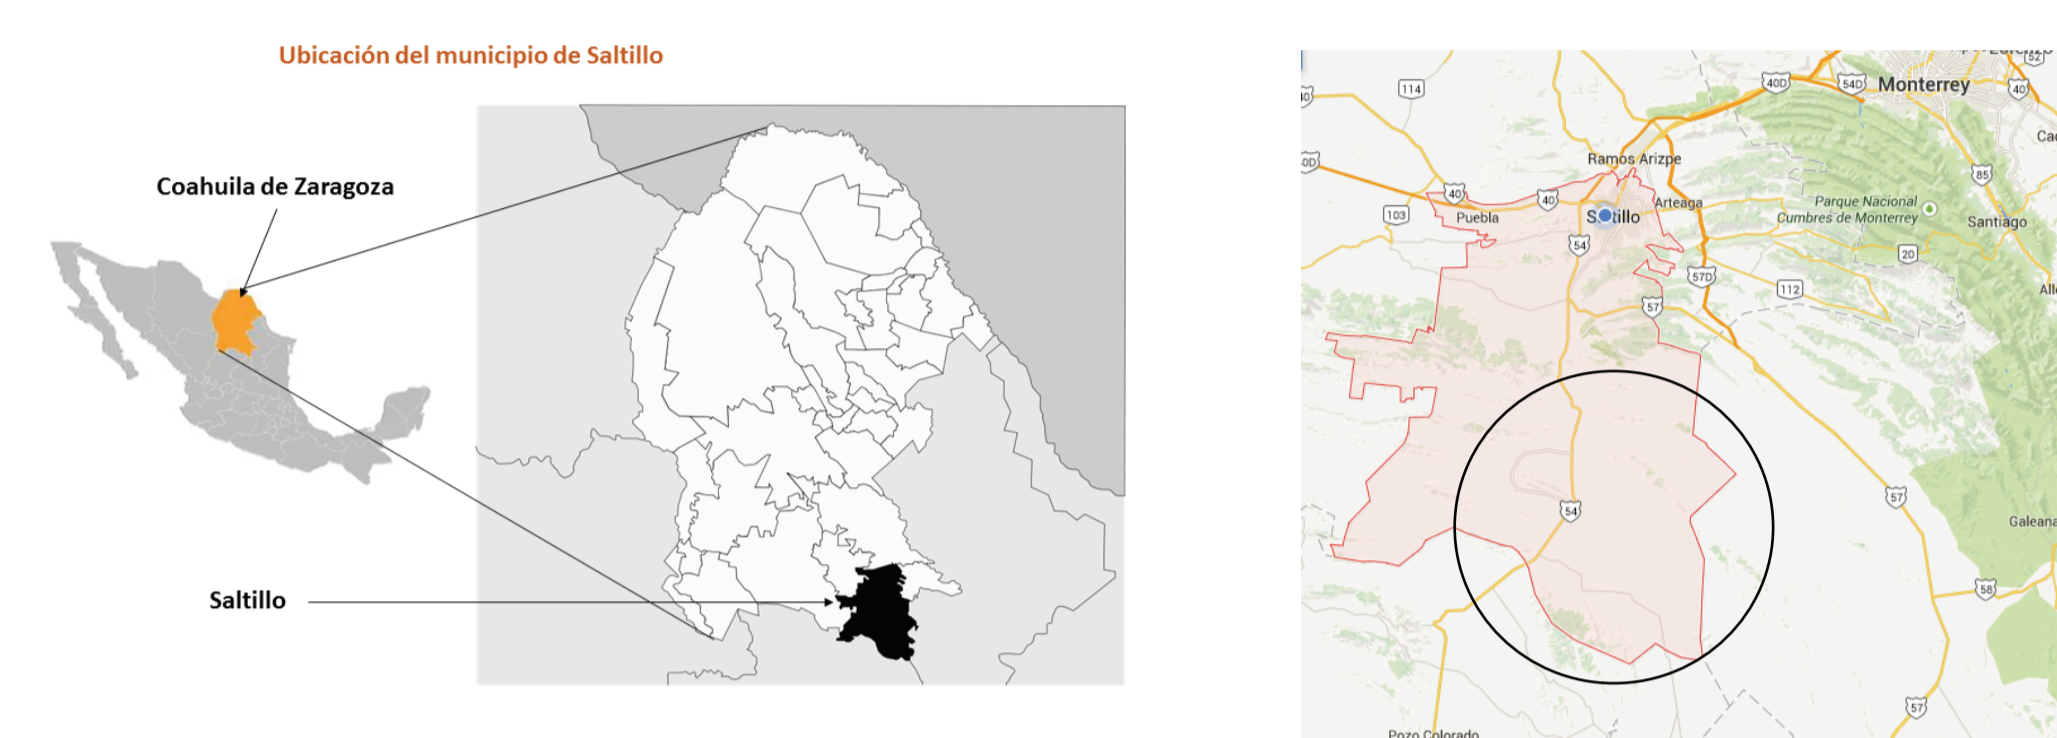 Ubicación del municipio de Saltillo
Coahuila de Zaragoza
Saltillo
52
40D
54D
Monterrey
40
114
40
Ramos Arizpe
85
40
40
Arteaga
Parque Nacional
Cumbres de Monterrey
103
Puebla
Santiago
54
20
57D
112
57
54
57
Galeana
58
57
Pozo Colorado